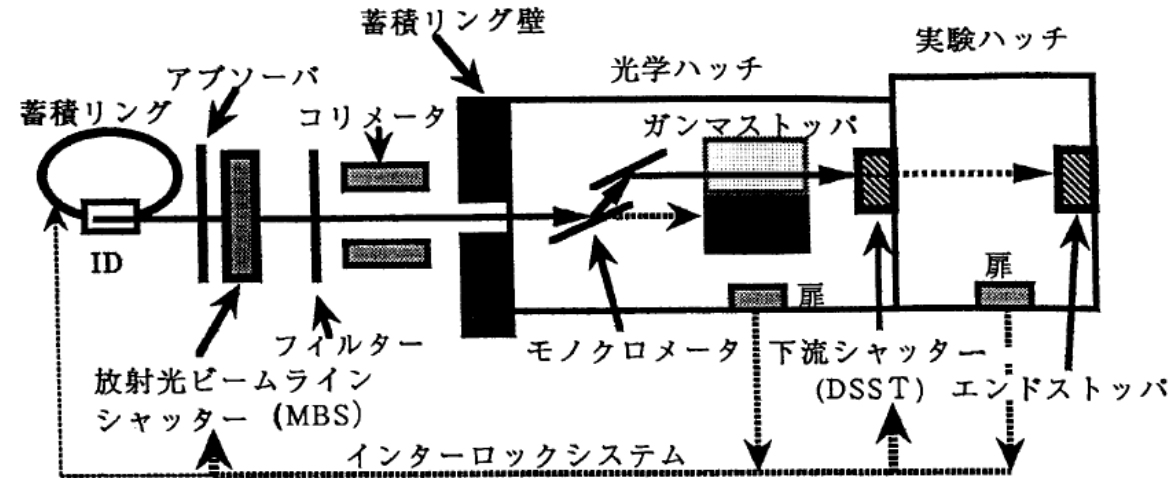 蓄積リング壁
実験ハッチ
光学ハッチ
アブソーバ
蓄積リング
コリメータ
ガンマストッパ
ID
扉
扉
フィルター
モノクロメータ
下流シャッター
(DSST)
エンドストッパ
放射光ビームライン
シャッター (MBS)
インターロックシステム